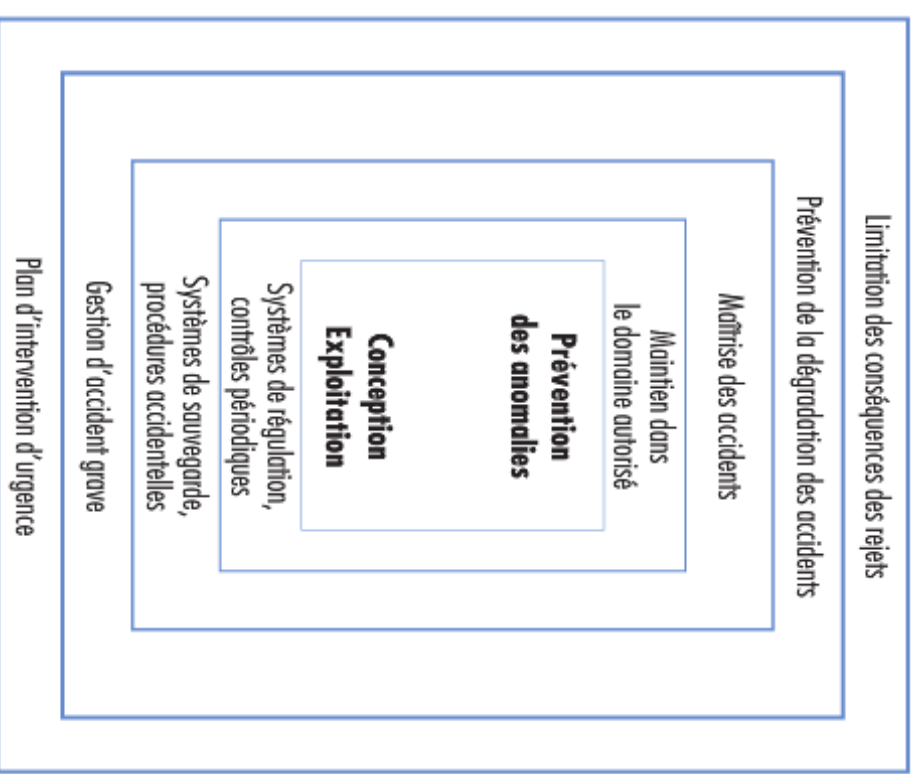 Limitation des conséquences des rejets
Prévention de la dégradation des accidents
Maîtrise des accidents
Maintien dans
le domaine autorisé
Prévention
des anomalies
Conception
Exploitation
Systèmes de régulation,
contrôles périodiques
Systèmes de sauvegarde,
procédures accidentelles
Gestion d'accident grave
Plan d'intervention d'urgence